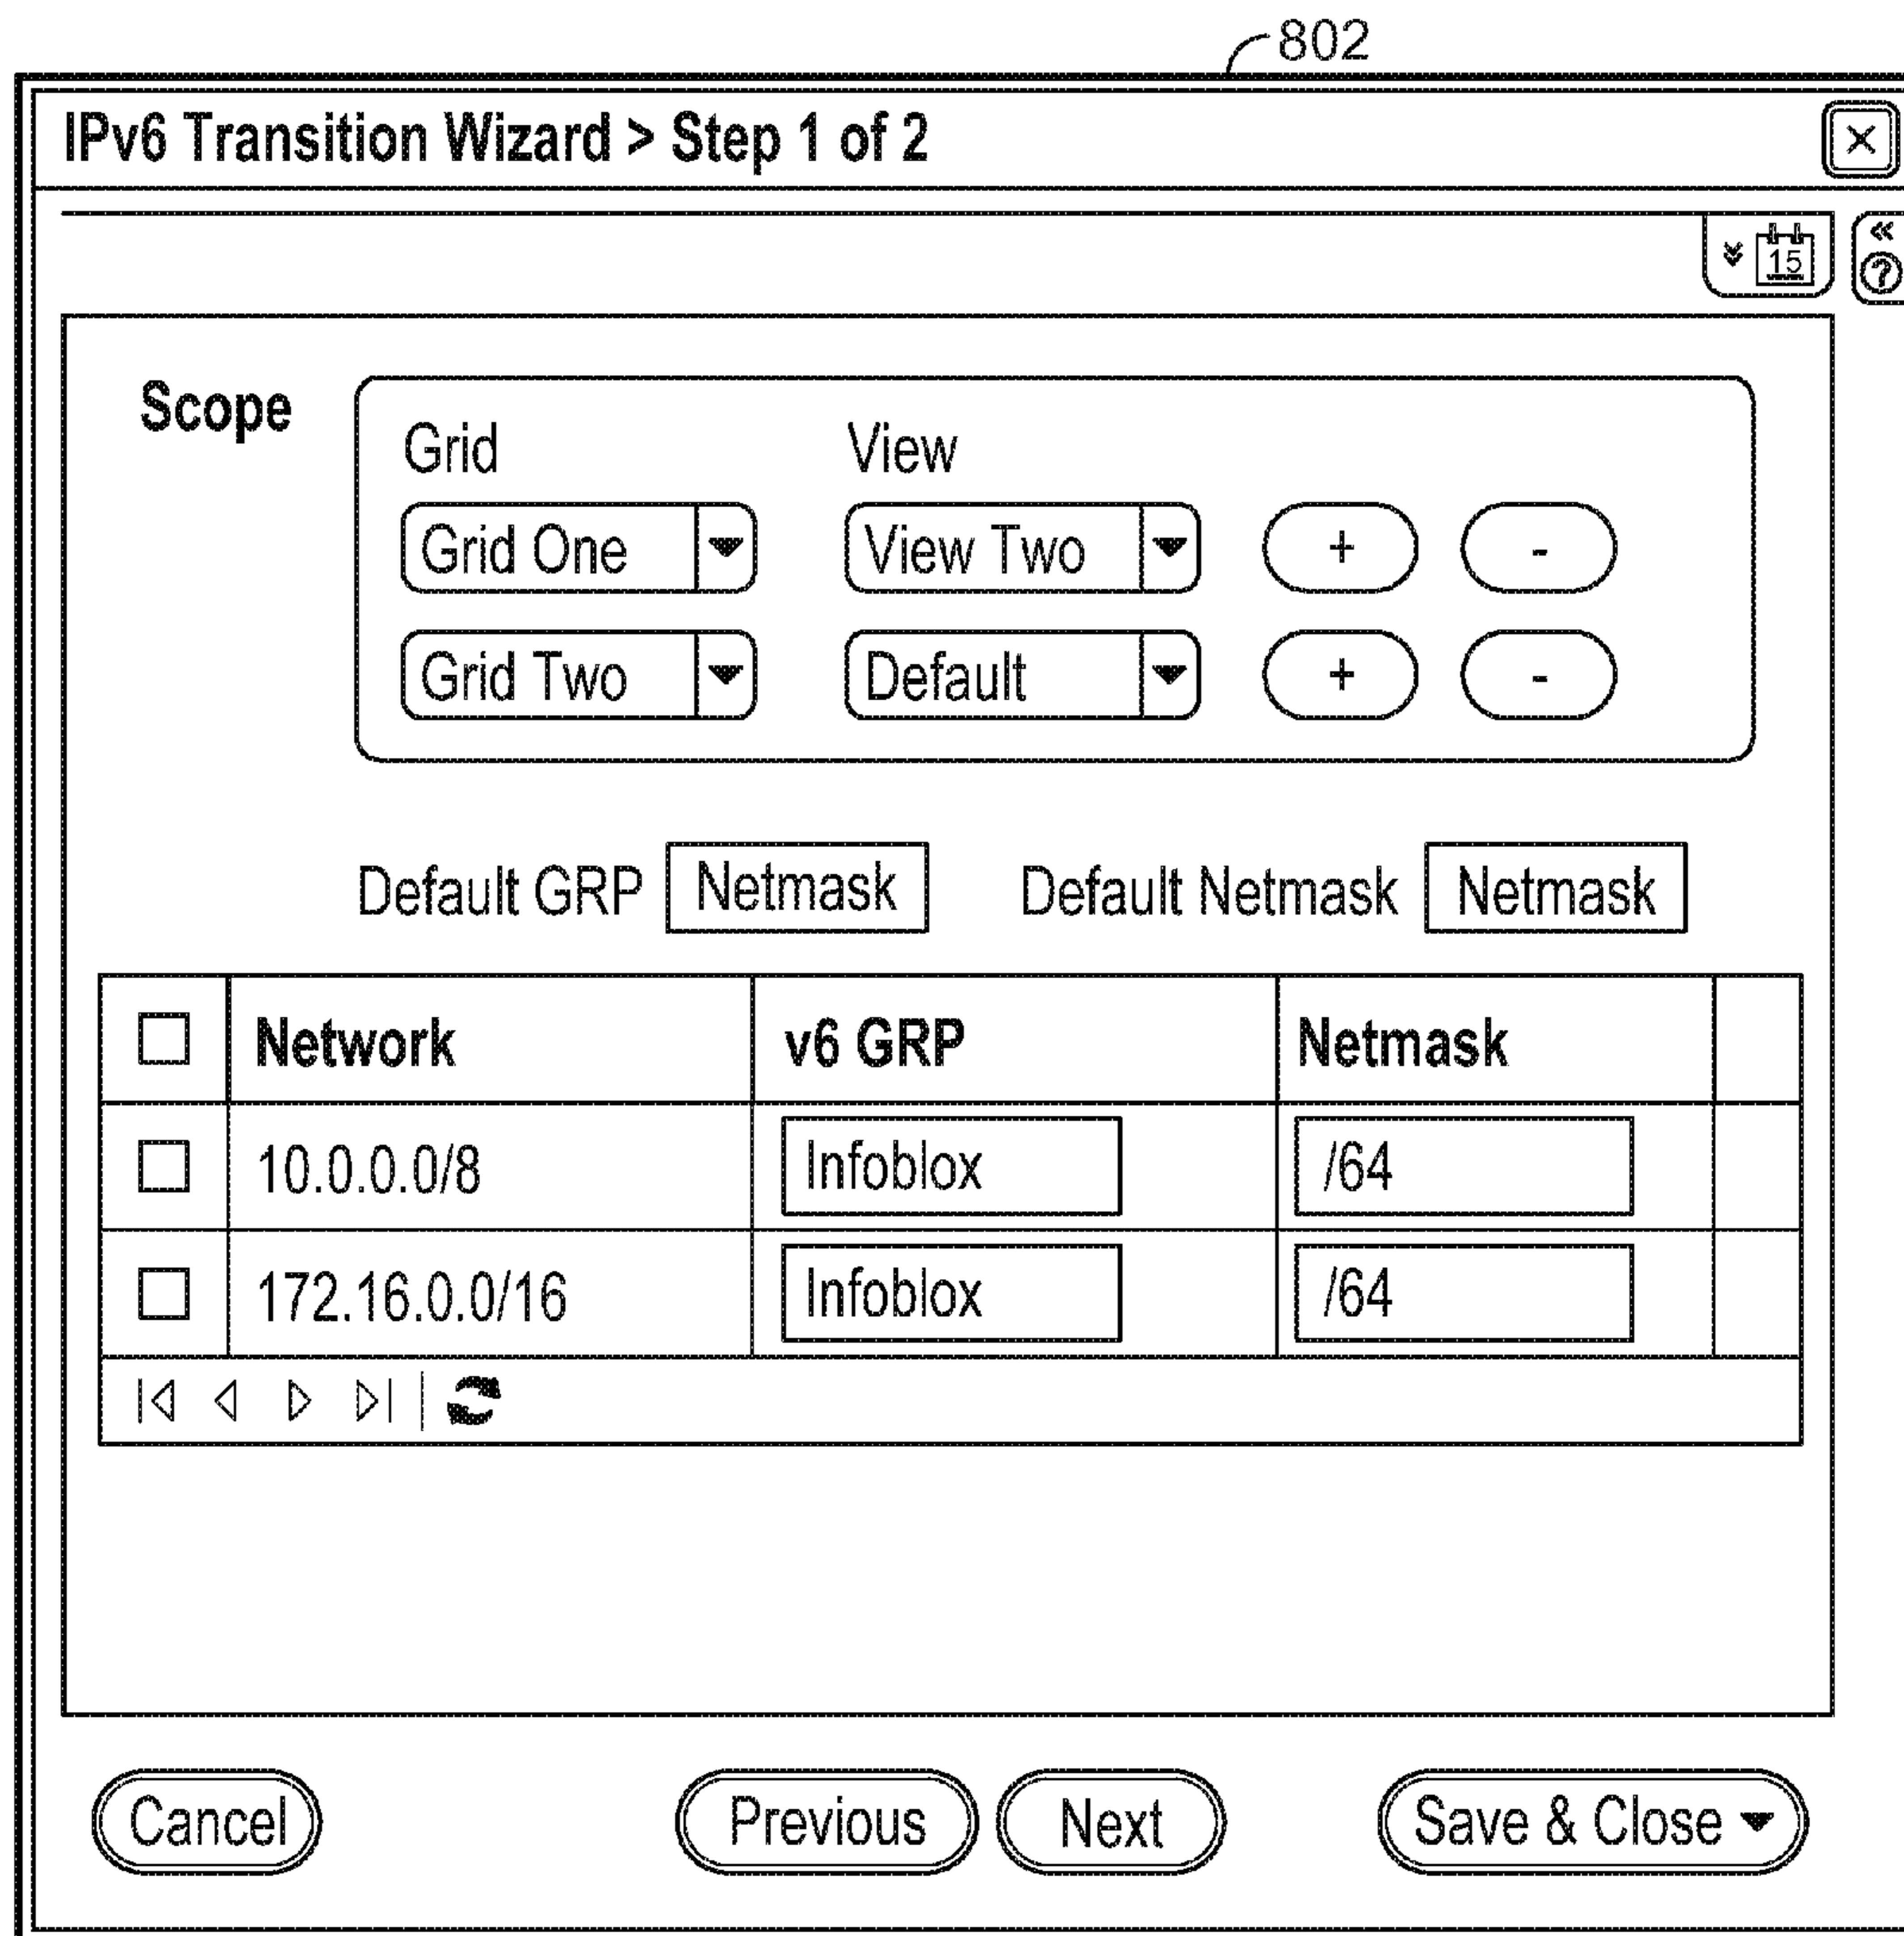 802
IPv6 Transition Wizard > Step 1 of 2
15
?
Scope
Grid View
Grid One View Two + -
Grid Two Default + -
Default GRP Netmask Default Netmask Netmask
Network v6 GRP Netmask
10.0.0.0/8 Infoblox /64
172.16.0.0/16 Infoblox /64
Cancel Previous Next Save & Close